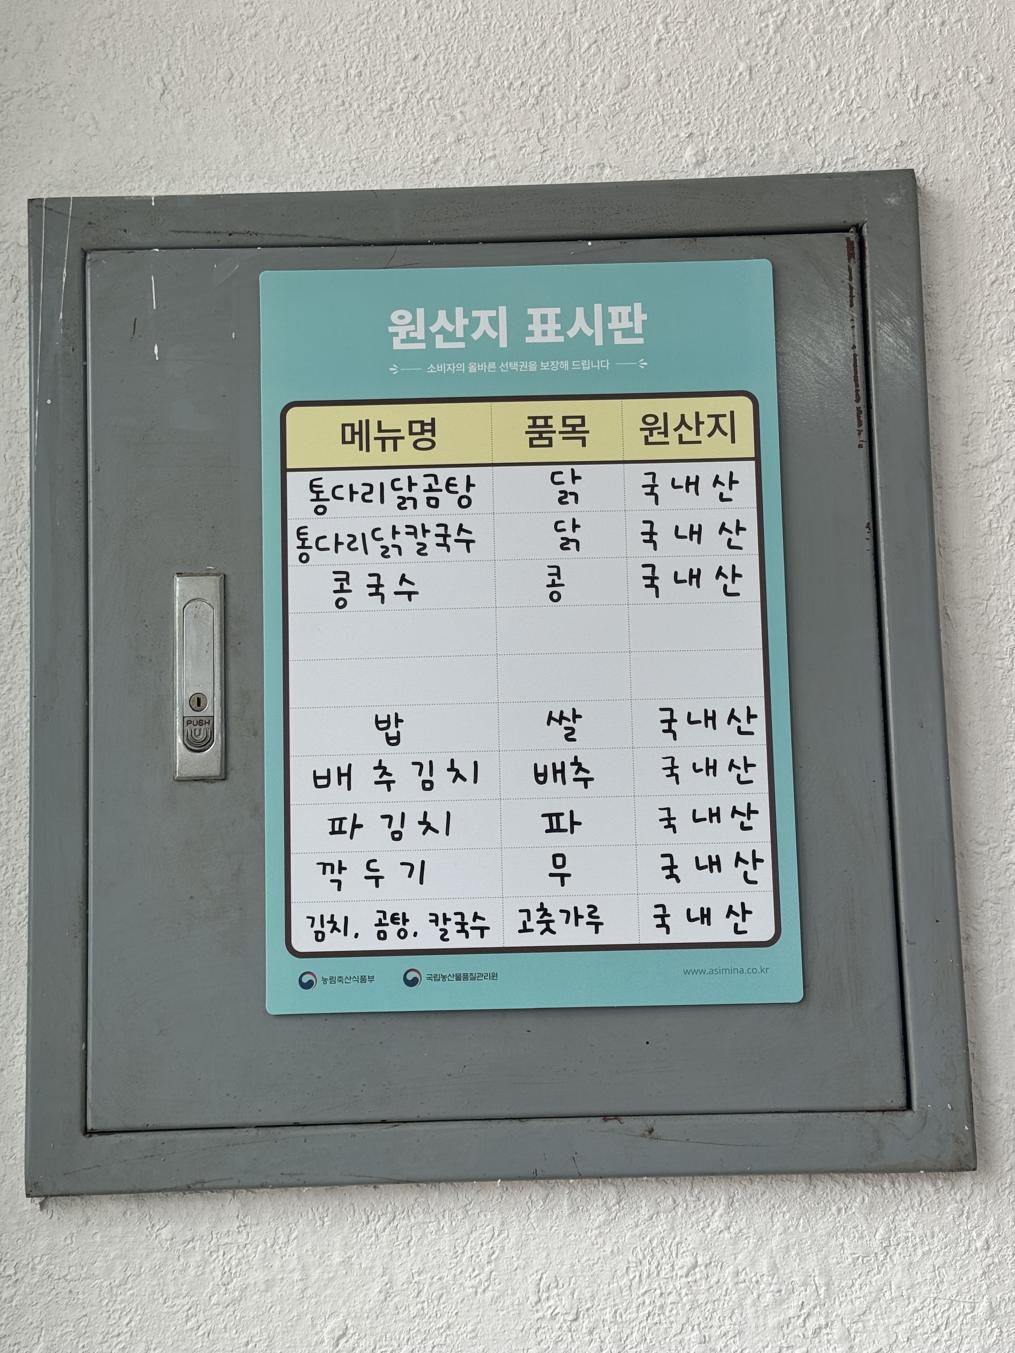 원산지 표시판
소비자의 올바른 선택권을 보장해 드립니다
메뉴명 품목 원산지
통다리닭곰탕 닭 국내산
통다리닭칼국수 닭 국내산
콩국수 콩 국내산
밥 쌀 국내산
배추김치 배추 국내산
파김치 파 국내산
깍두기 무 국내산
김치, 곰탕, 칼국수 고춧가루 국내산
농림축산식품부 국립농산물품질관리원 www.asimina.co.kr
PUSH